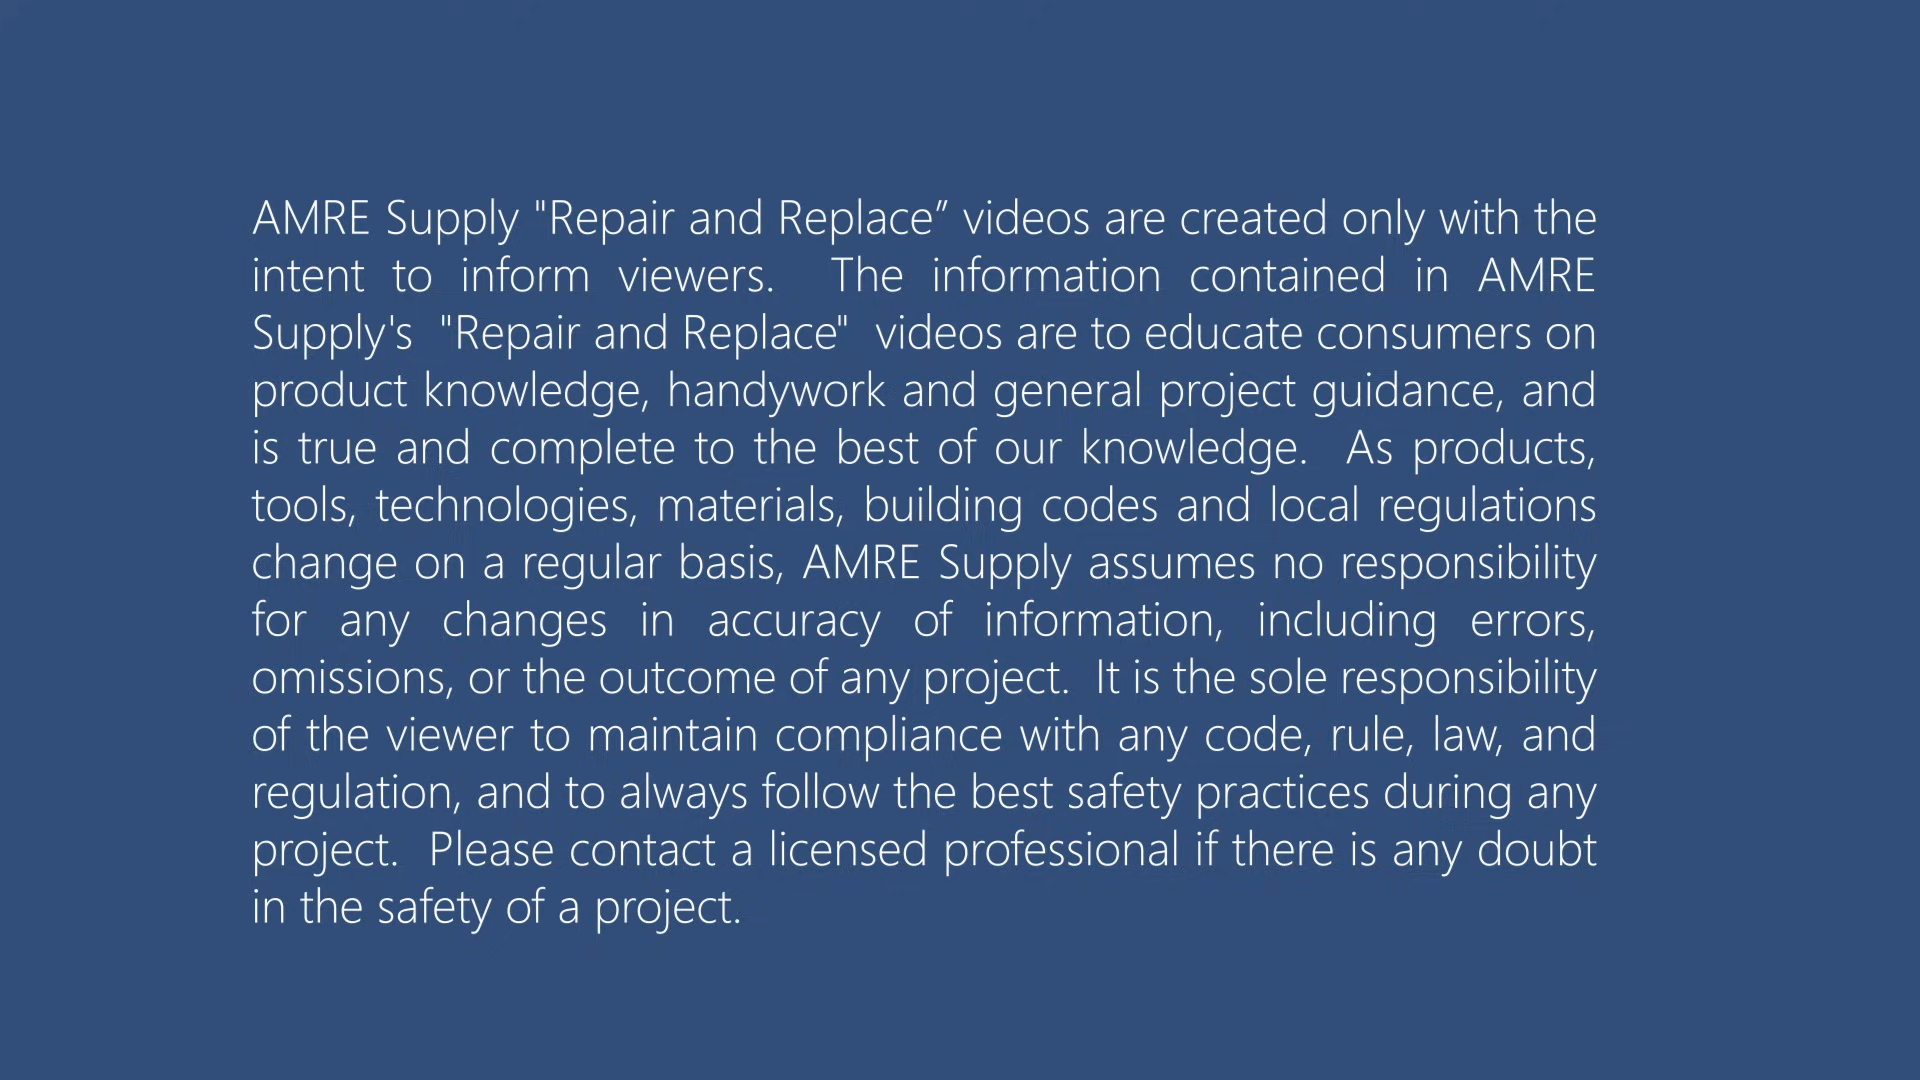 AMRE Supply "Repair and Replace” videos are created only with the
intent to inform viewers.  The information contained in AMRE
Supply's  "Repair and Replace"  videos are to educate consumers on
product knowledge, handywork and general project guidance, and
is true and complete to the best of our knowledge.  As products,
tools, technologies, materials, building codes and local regulations
change on a regular basis, AMRE Supply assumes no responsibility
for any changes in accuracy of information, including errors,
omissions, or the outcome of any project.  It is the sole responsibility
of the viewer to maintain compliance with any code, rule, law, and
regulation, and to always follow the best safety practices during any
project.  Please contact a licensed professional if there is any doubt
in the safety of a project.